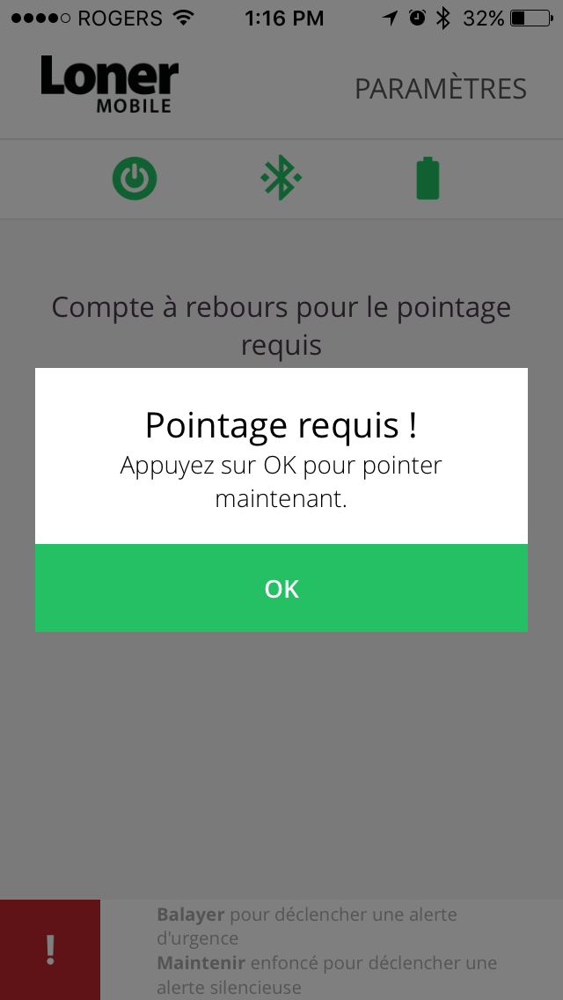 ROGERS 1:16 PM 32%
Loner
MOBILE
PARAMÈTRES
Compte à rebours pour le pointage
requis
Pointage requis !
Appuyez sur OK pour pointer
maintenant.
OK
!
Balayer pour déclencher une alerte
d'urgence
Maintenir enfoncé pour déclencher une
alerte silencieuse